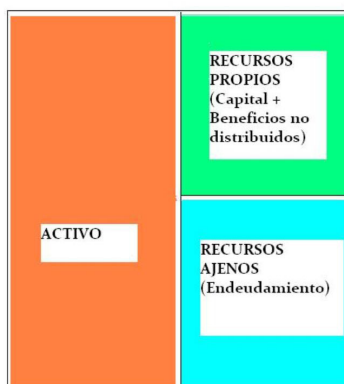 RECURSOS
PROPIOS
(Capital +
Beneficios no
distribuidos)
ACTIVO
RECURSOS
AJENOS
(Endeudamiento)